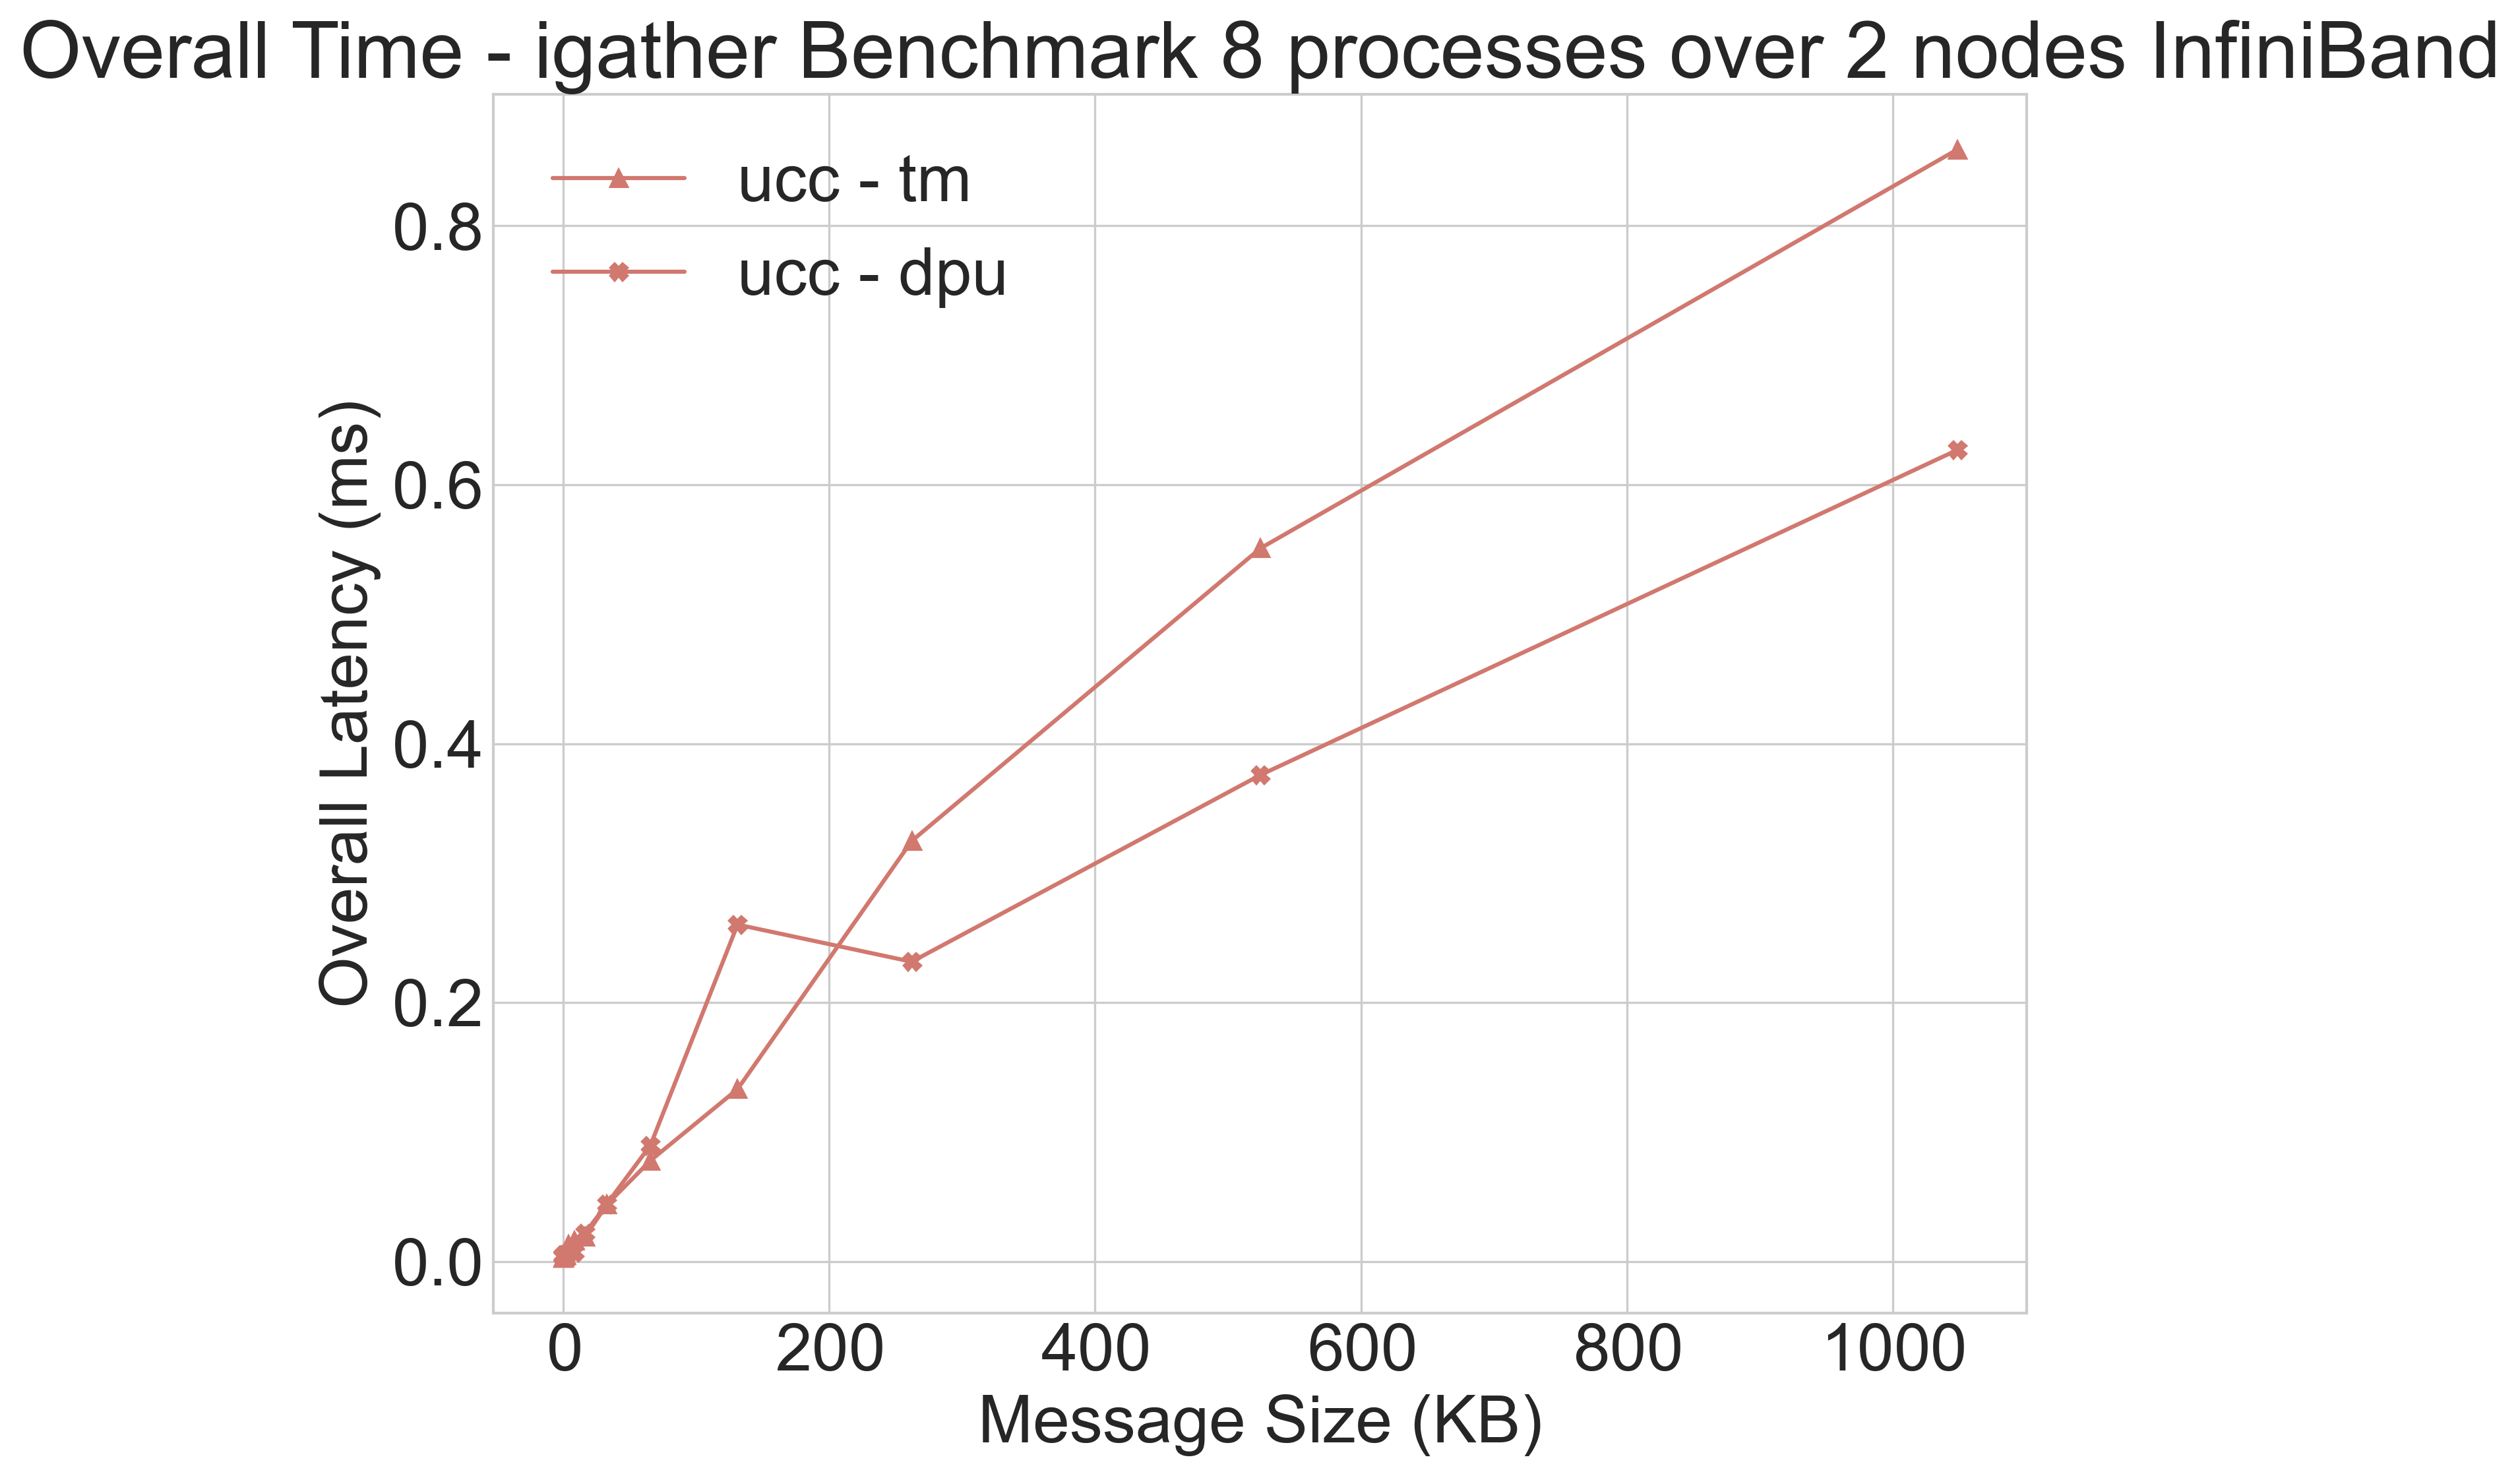 Overall Time - igather Benchmark 8 processes over 2 nodes InfiniBand
ucc - tm
ucc - dpu
Overall Latency (ms)
0.8
0.6
0.4
0.2
0.0
0 200 400 600 800 1000
Message Size (KB)